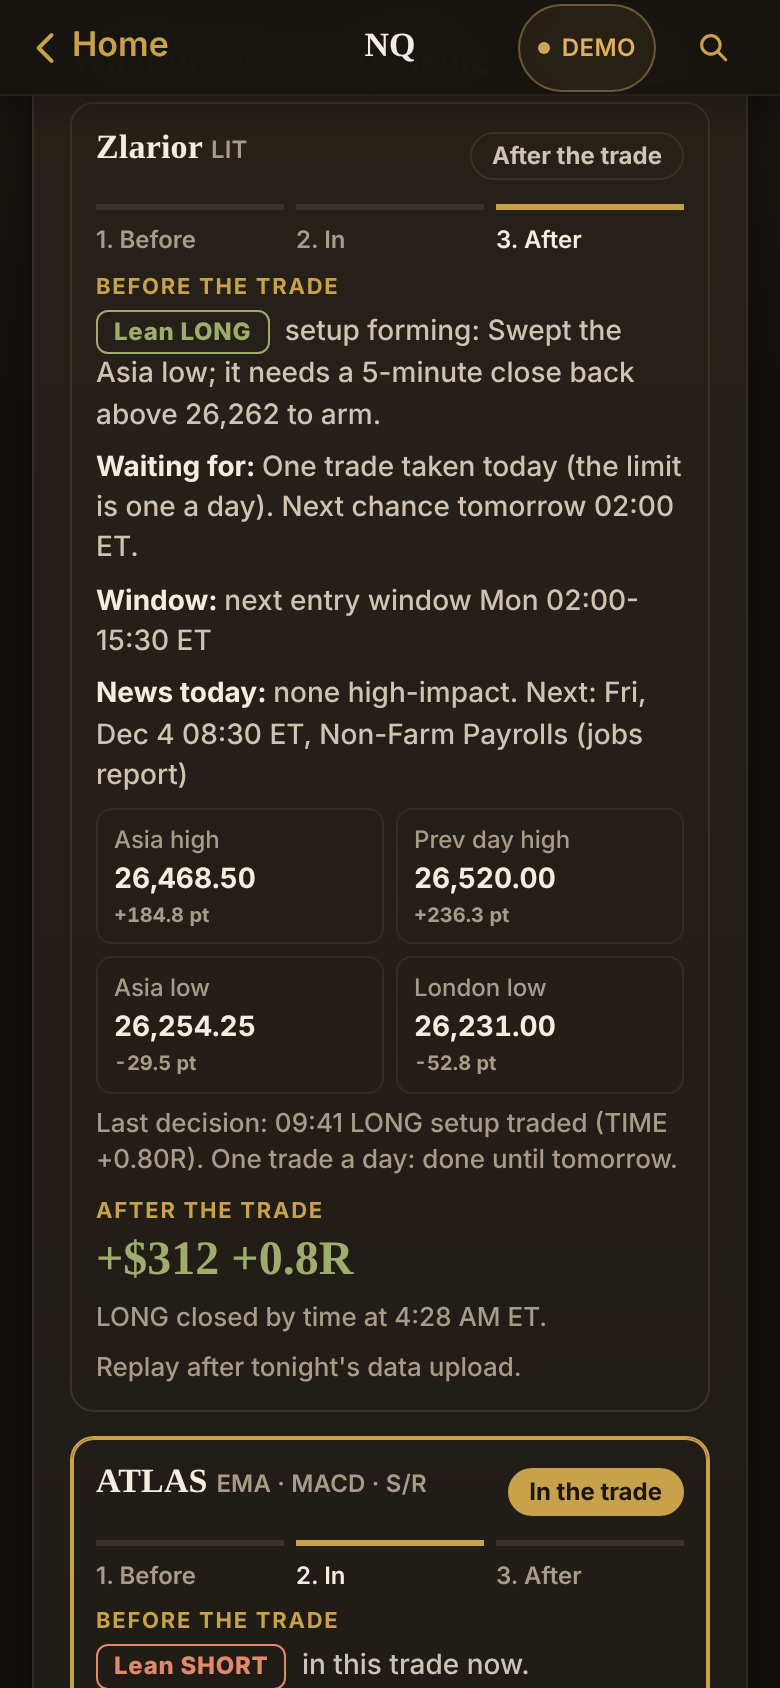 Home
NQ
DEMO
Zlarior LIT
After the trade
1. Before
2. In
3. After
BEFORE THE TRADE
Lean LONG setup forming: Swept the
Asia low; it needs a 5-minute close back
above 26,262 to arm.
Waiting for: One trade taken today (the limit
is one a day). Next chance tomorrow 02:00
ET.
Window: next entry window Mon 02:00-
15:30 ET
News today: none high-impact. Next: Fri,
Dec 4 08:30 ET, Non-Farm Payrolls (jobs
report)
Asia high
26,468.50
+184.8 pt
Prev day high
26,520.00
+236.3 pt
Asia low
26,254.25
-29.5 pt
London low
26,231.00
-52.8 pt
Last decision: 09:41 LONG setup traded (TIME
+0.80R). One trade a day: done until tomorrow.
AFTER THE TRADE
+$312 +0.8R
LONG closed by time at 4:28 AM ET.
Replay after tonight's data upload.
ATLAS EMA · MACD · S/R
In the trade
1. Before
2. In
3. After
BEFORE THE TRADE
Lean SHORT in this trade now.